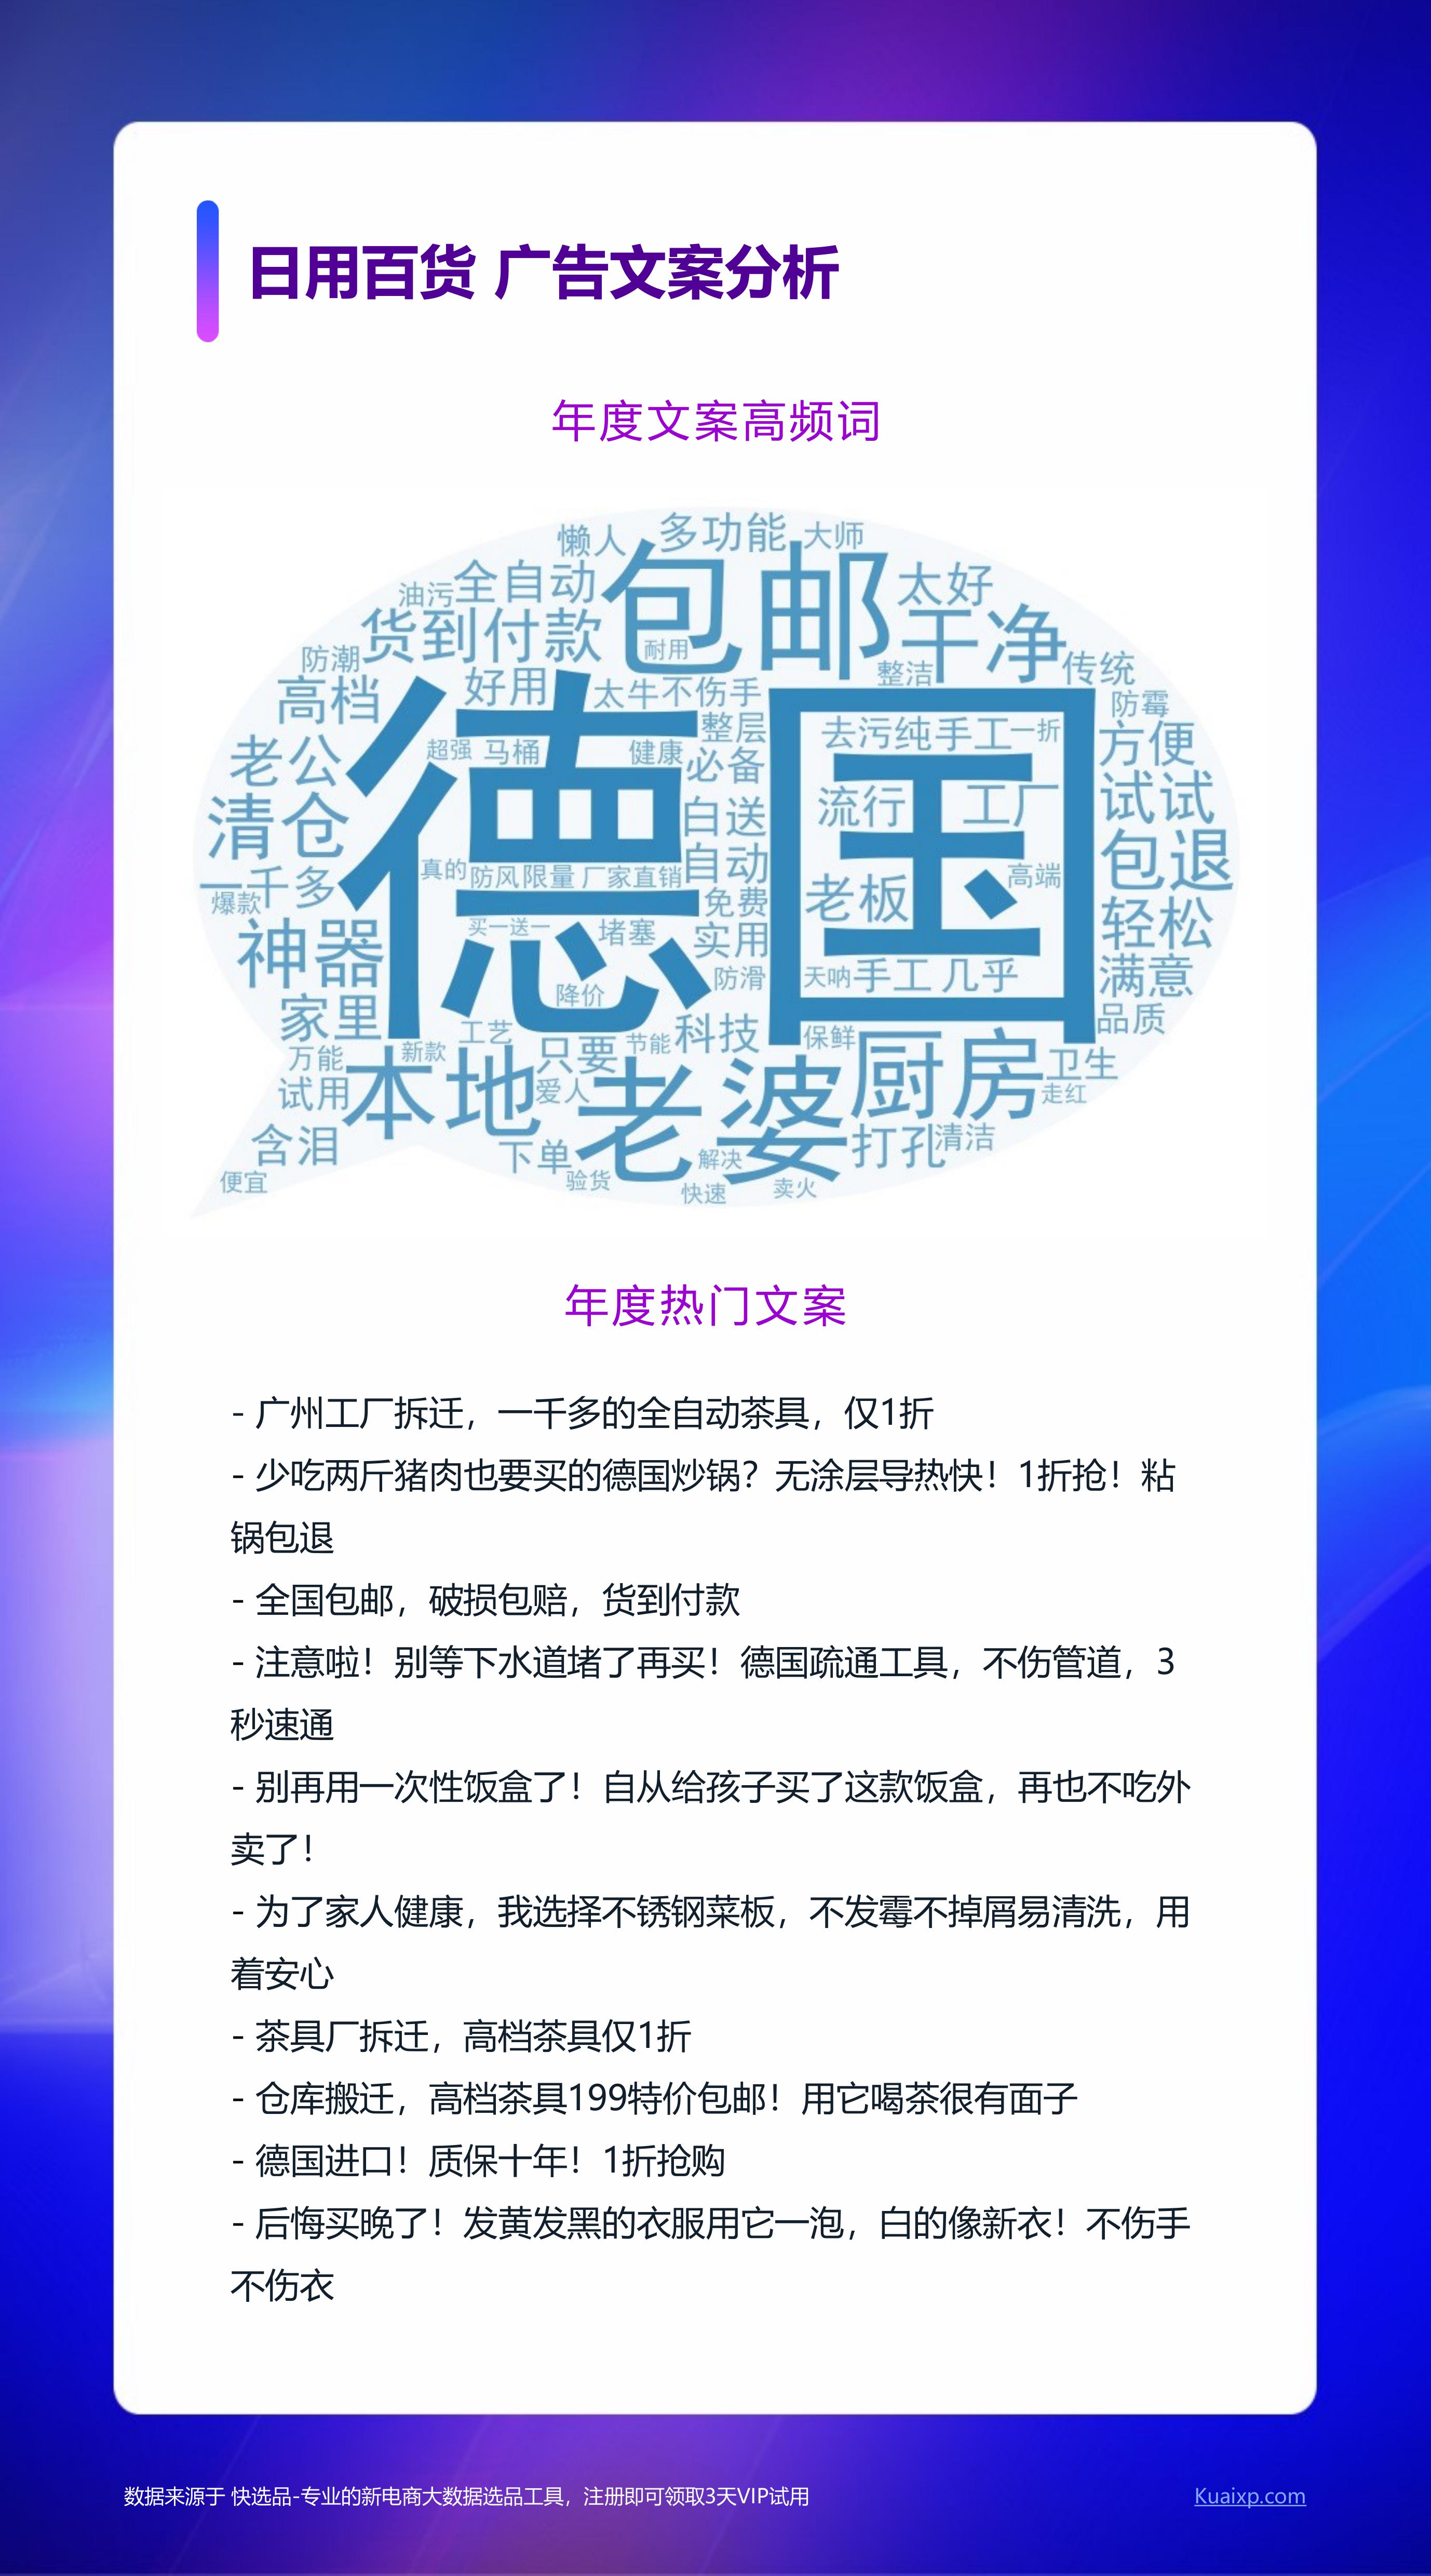 日用百货 广告文案分析
年度文案高频词
懒人 多功能 大师
油污 全自动 包邮 太好
货到付款 耐用 干净
防潮 整洁 传统
高档 好用 太牛 不伤手 防霉
老公 超强 马桶 健康 整层 必备 去污 纯手工 一折 方便
清仓 德国 白送 流行 工厂 试试
一千多 真的 防风 限量 厂家直销 自动 高端 包退
爆款 免费 老板 轻松
神器 买一送一 堵塞 实用 满意
降价 防滑 天呐 手工 几乎
家里 工艺 科技 品质
万能 新款 只要 节能 保鲜 厨房 卫生
试用 本地 爱人 老婆 走红
含泪 下单 解决 打孔 清洁
便宜 验货 快速 卖火
年度热门文案
- 广州工厂拆迁，一千多的全自动茶具，仅1折
- 少吃两斤猪肉也要买的德国炒锅？无涂层导热快！1折抢！粘
锅包退
- 全国包邮，破损包赔，货到付款
- 注意啦！别等下水道堵了再买！德国疏通工具，不伤管道，3
秒速通
- 别再用一次性饭盒了！自从给孩子买了这款饭盒，再也不吃外
卖了！
- 为了家人健康，我选择不锈钢菜板，不发霉不掉屑易清洗，用
着安心
- 茶具厂拆迁，高档茶具仅1折
- 仓库搬迁，高档茶具199特价包邮！用它喝茶很有面子
- 德国进口！质保十年！1折抢购
- 后悔买晚了！发黄发黑的衣服用它一泡，白的像新衣！不伤手
不伤衣
数据来源于 快选品-专业的新电商大数据选品工具，注册即可领取3天VIP试用
Kuaixp.com